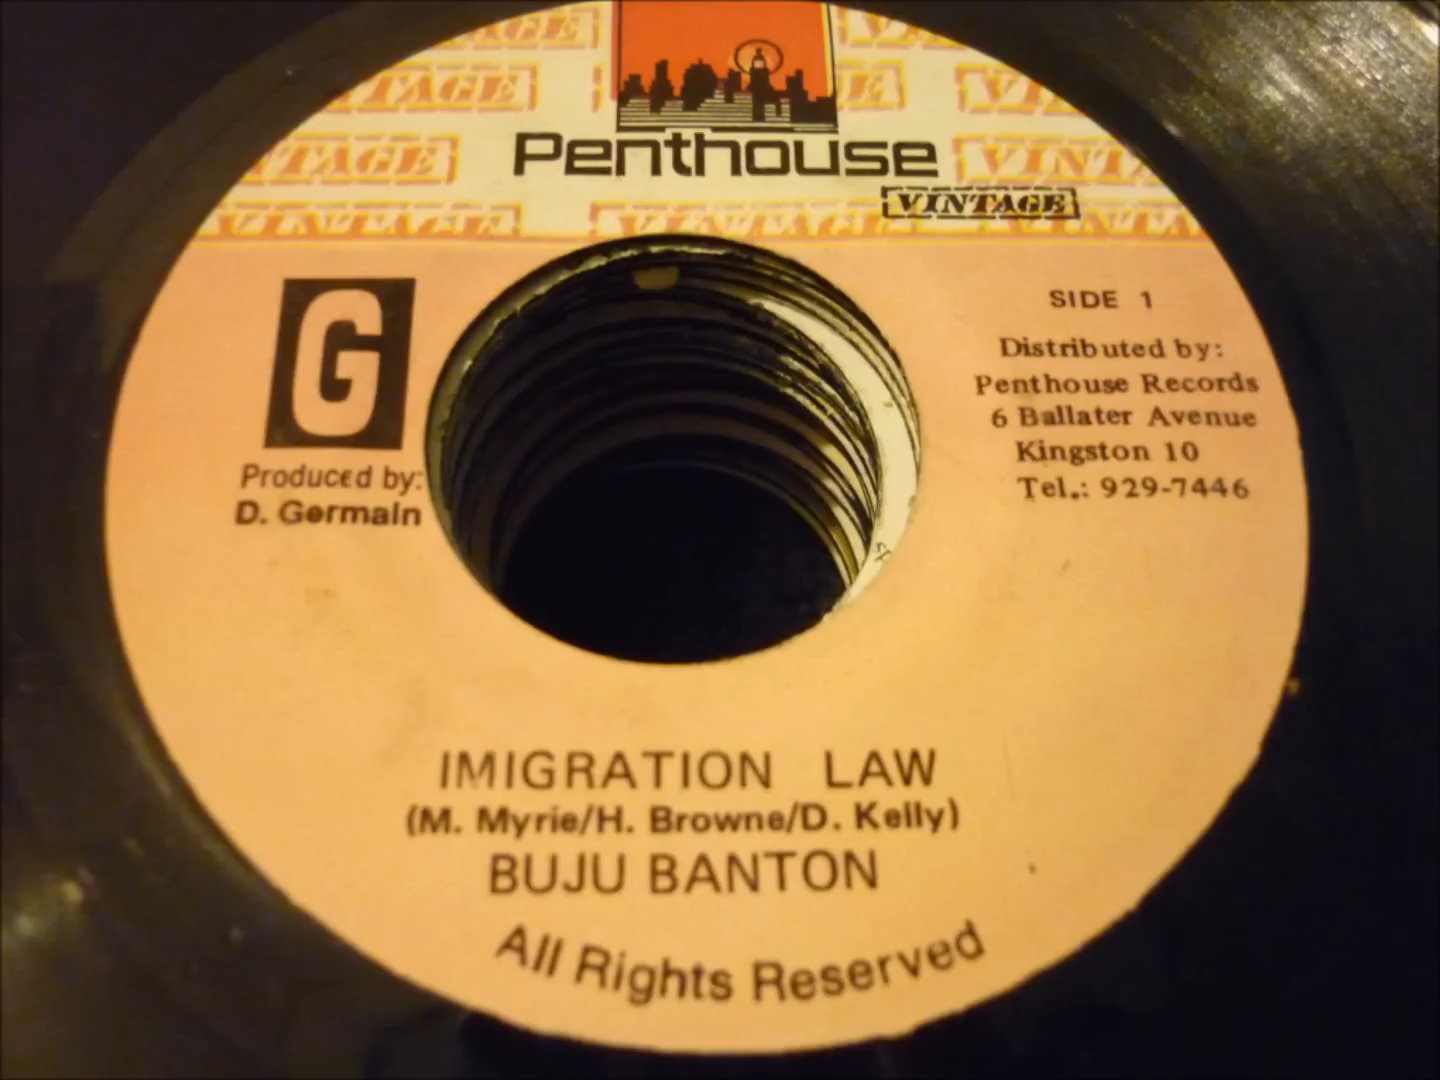 VINTAGE
Penthouse
VINTAGE
G
Produced by:
D. Germain
SIDE 1
Distributed by:
Penthouse Records
6 Ballater Avenue
Kingston 10
Tel.: 929-7446
IMIGRATION LAW
(M. Myrie/H. Browne/D. Kelly)
BUJU BANTON
All Rights Reserved